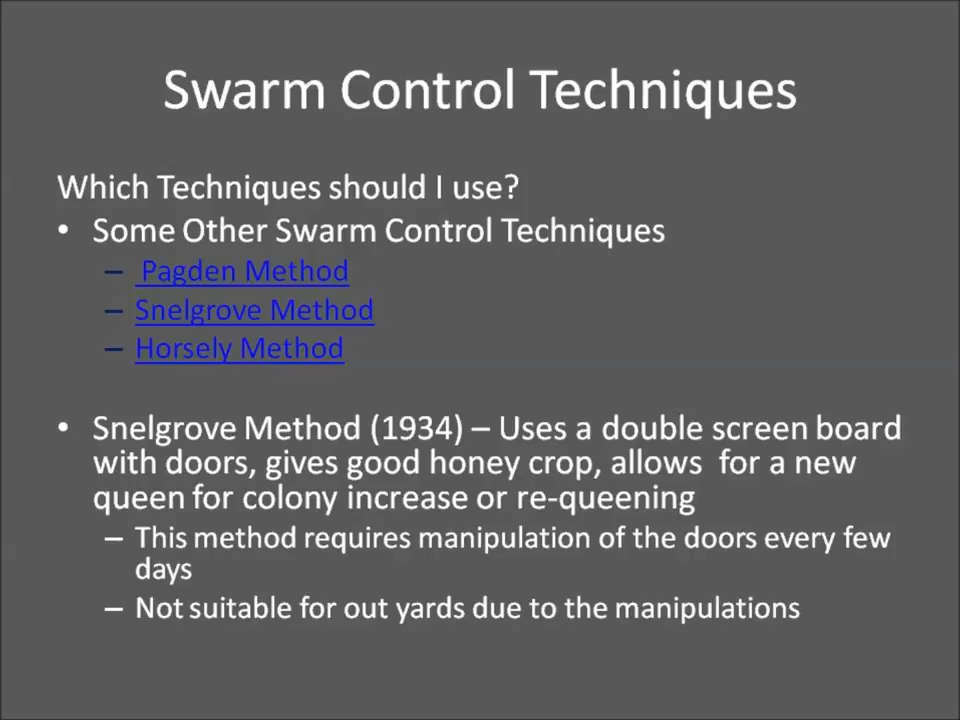 Swarm Control Techniques
Which Techniques should I use?
• Some Other Swarm Control Techniques
– Pagden Method
– Snelgrove Method
– Horsely Method
• Snelgrove Method (1934) – Uses a double screen board
with doors, gives good honey crop, allows  for a new
queen for colony increase or re-queening
– This method requires manipulation of the doors every few
days
– Not suitable for out yards due to the manipulations